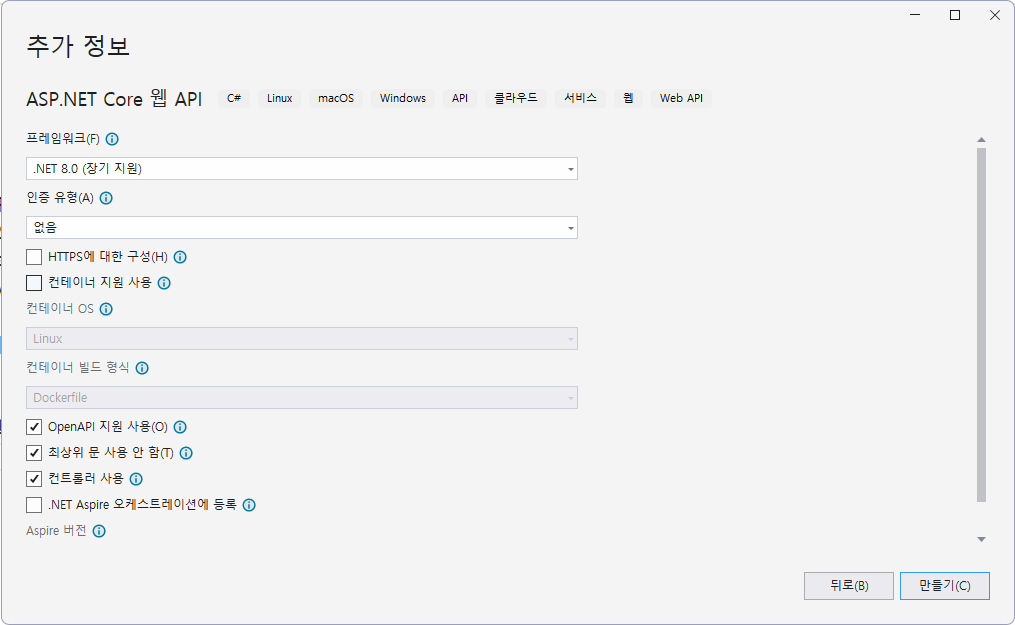 추가 정보
ASP.NET Core 웹 API C# Linux macOS Windows API 클라우드 서비스 웹 Web API
프레임워크(F)
.NET 8.0 (장기 지원)
인증 유형(A)
없음
HTTPS에 대한 구성(H)
컨테이너 지원 사용
컨테이너 OS
Linux
컨테이너 빌드 형식
Dockerfile
OpenAPI 지원 사용(O)
최상위 문 사용 안 함(T)
컨트롤러 사용
.NET Aspire 오케스트레이션에 등록
Aspire 버전
뒤로(B) 만들기(C)